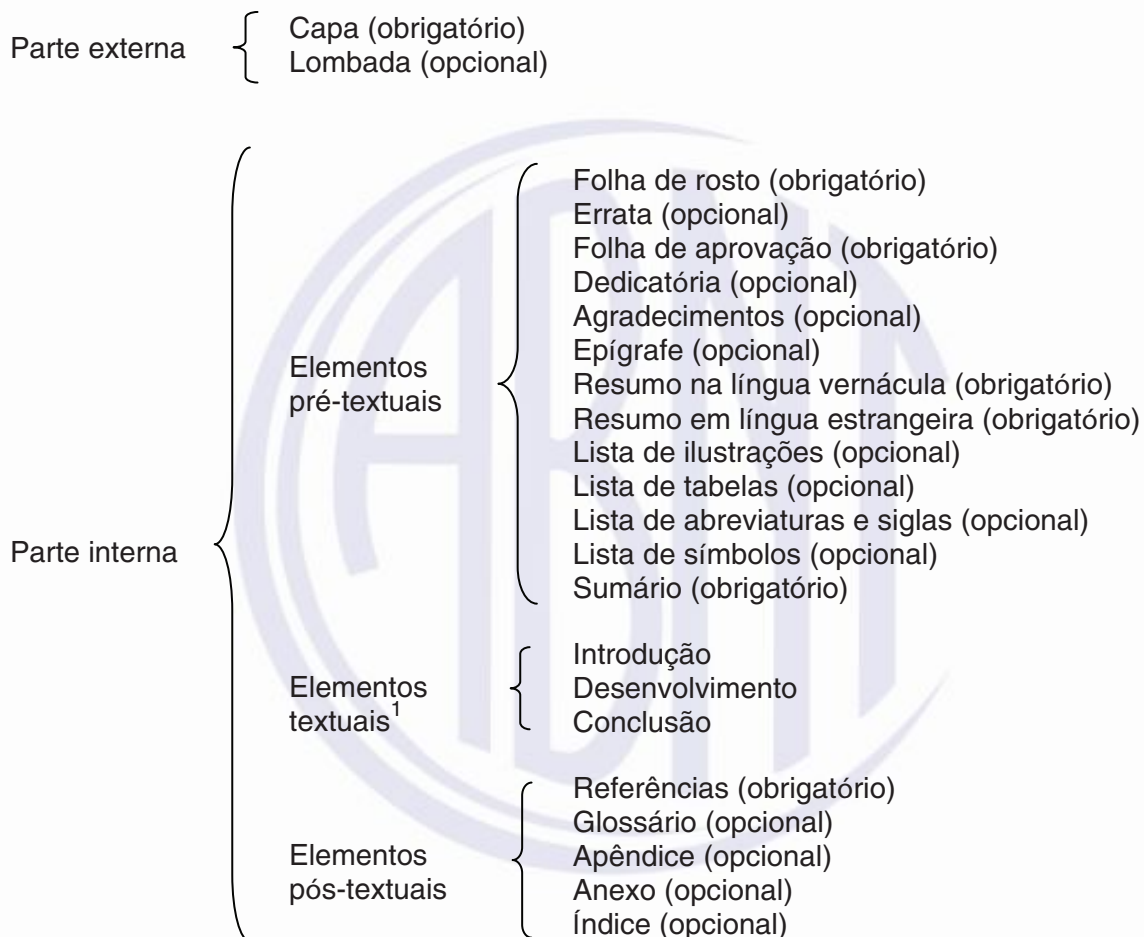 Parte externa
Capa (obrigatório)
Lombada (opcional)
Parte interna
Elementos
pré-textuais
Folha de rosto (obrigatório)
Errata (opcional)
Folha de aprovação (obrigatório)
Dedicatória (opcional)
Agradecimentos (opcional)
Epígrafe (opcional)
Resumo na língua vernácula (obrigatório)
Resumo em língua estrangeira (obrigatório)
Lista de ilustrações (opcional)
Lista de tabelas (opcional)
Lista de abreviaturas e siglas (opcional)
Lista de símbolos (opcional)
Sumário (obrigatório)
Elementos
textuais¹
Introdução
Desenvolvimento
Conclusão
Elementos
pós-textuais
Referências (obrigatório)
Glossário (opcional)
Apêndice (opcional)
Anexo (opcional)
Índice (opcional)
ABNT